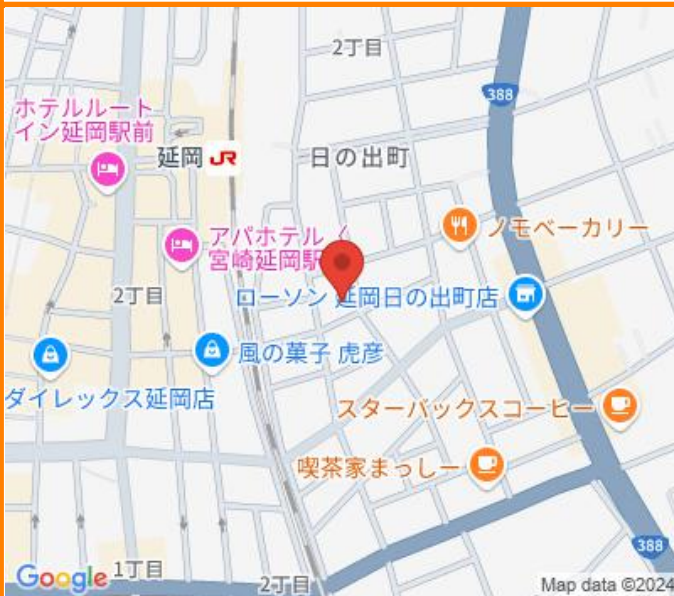 2丁目
388
ホテルルート
イン延岡駅前
延岡 JR
日の出町
ノモベーカリー
アパホテル〈
宮崎延岡駅
2丁目
ローソン 延岡日の出町店
風の菓子 虎彦
ダイレックス延岡店
スターバックスコーヒー
喫茶家まっしー
388
Google
1丁目
2丁目
Map data ©2024